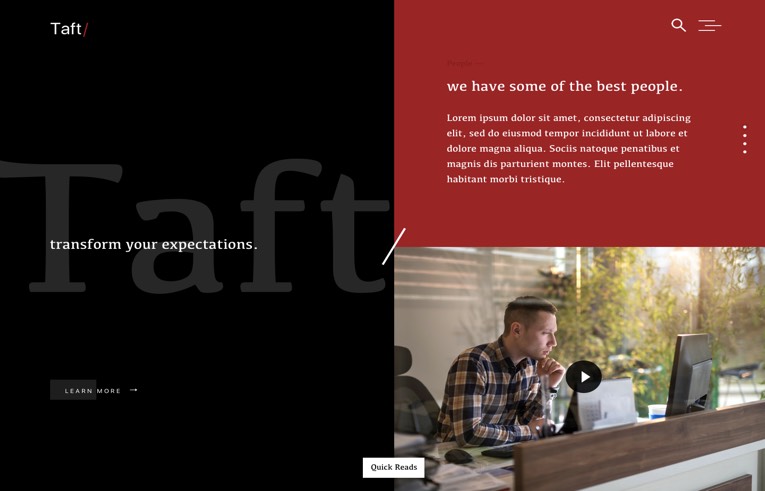 Taft/
People —
we have some of the best people.
Lorem ipsum dolor sit amet, consectetur adipiscing
elit, sed do eiusmod tempor incididunt ut labore et
dolore magna aliqua. Sociis natoque penatibus et
magnis dis parturient montes. Elit pellentesque
habitant morbi tristique.
Taft
transform your expectations.
LEARN MORE →
Quick Reads